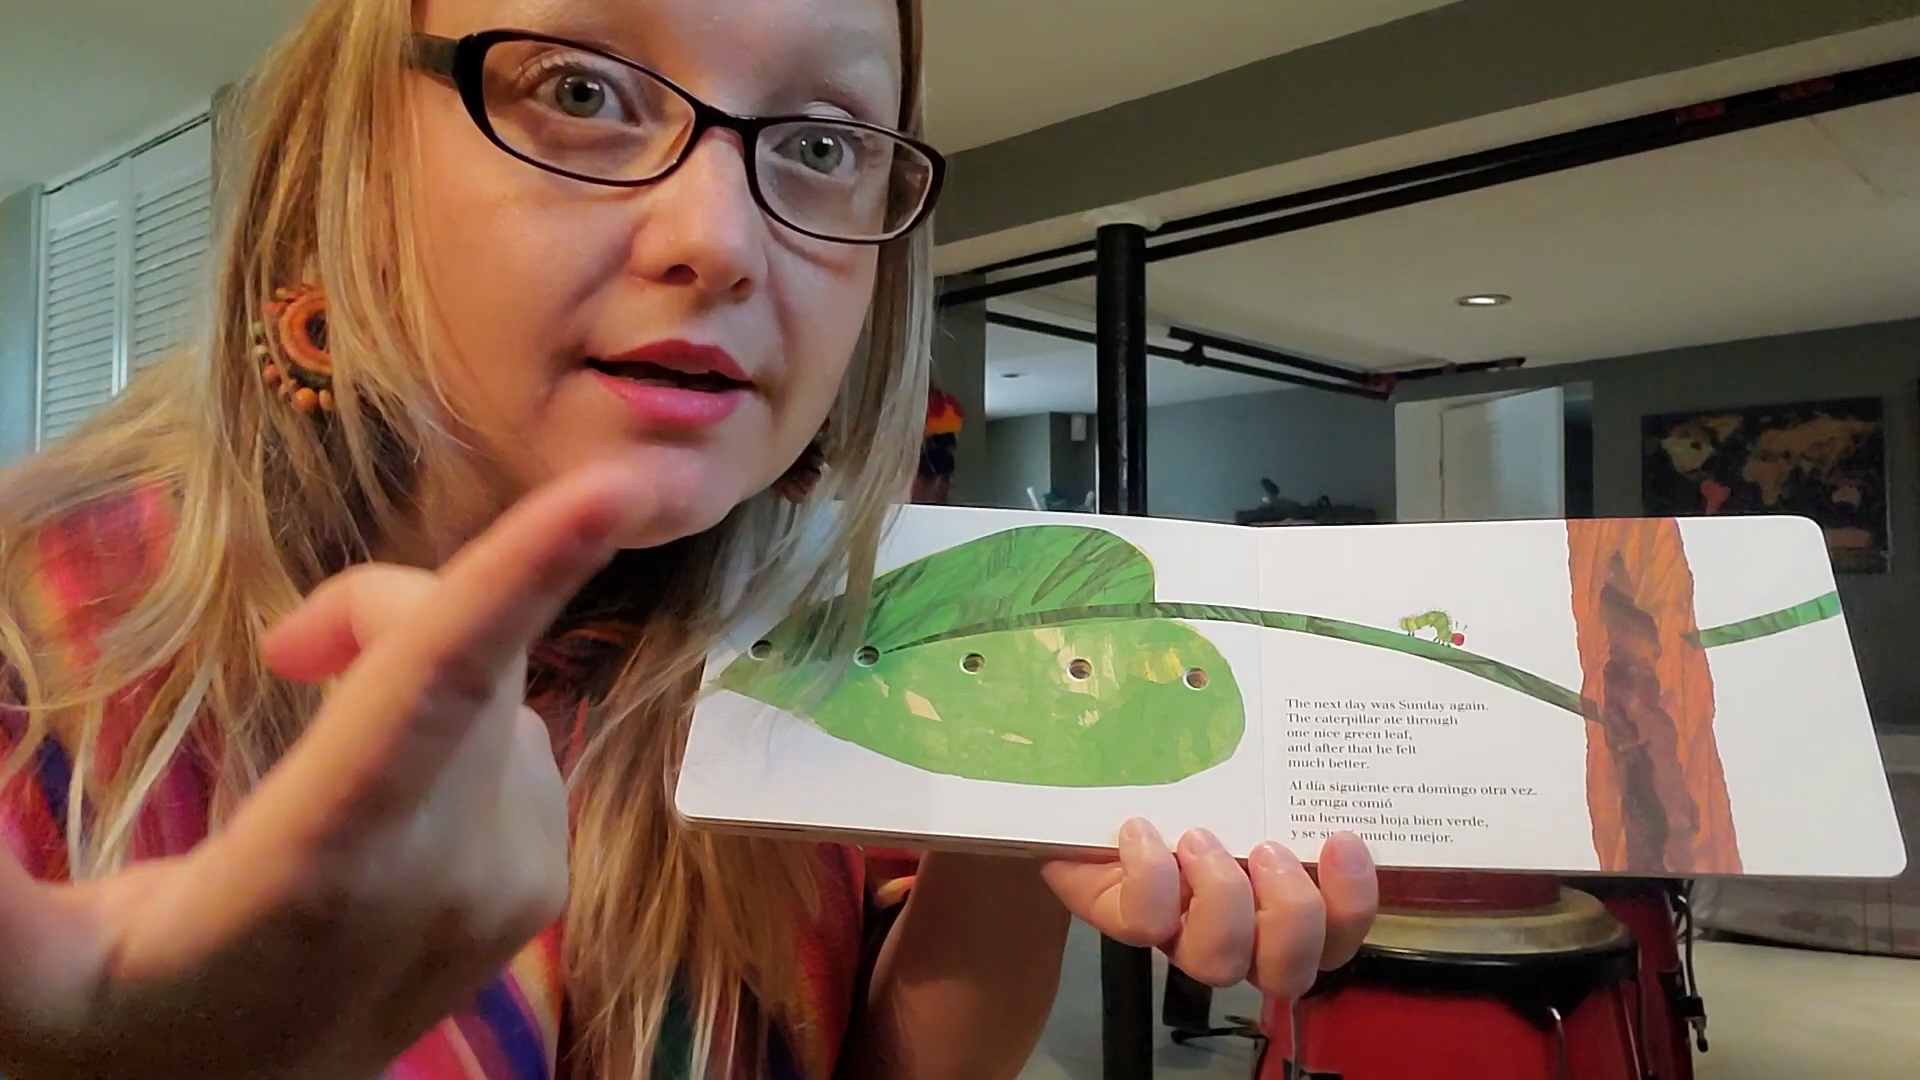 The next day was Sunday again.
The caterpillar ate through
one nice green leaf,
and after that he felt
much better.
Al día siguiente era domingo otra vez.
La oruga comió
una hermosa hoja bien verde,
y se mucho mejor.